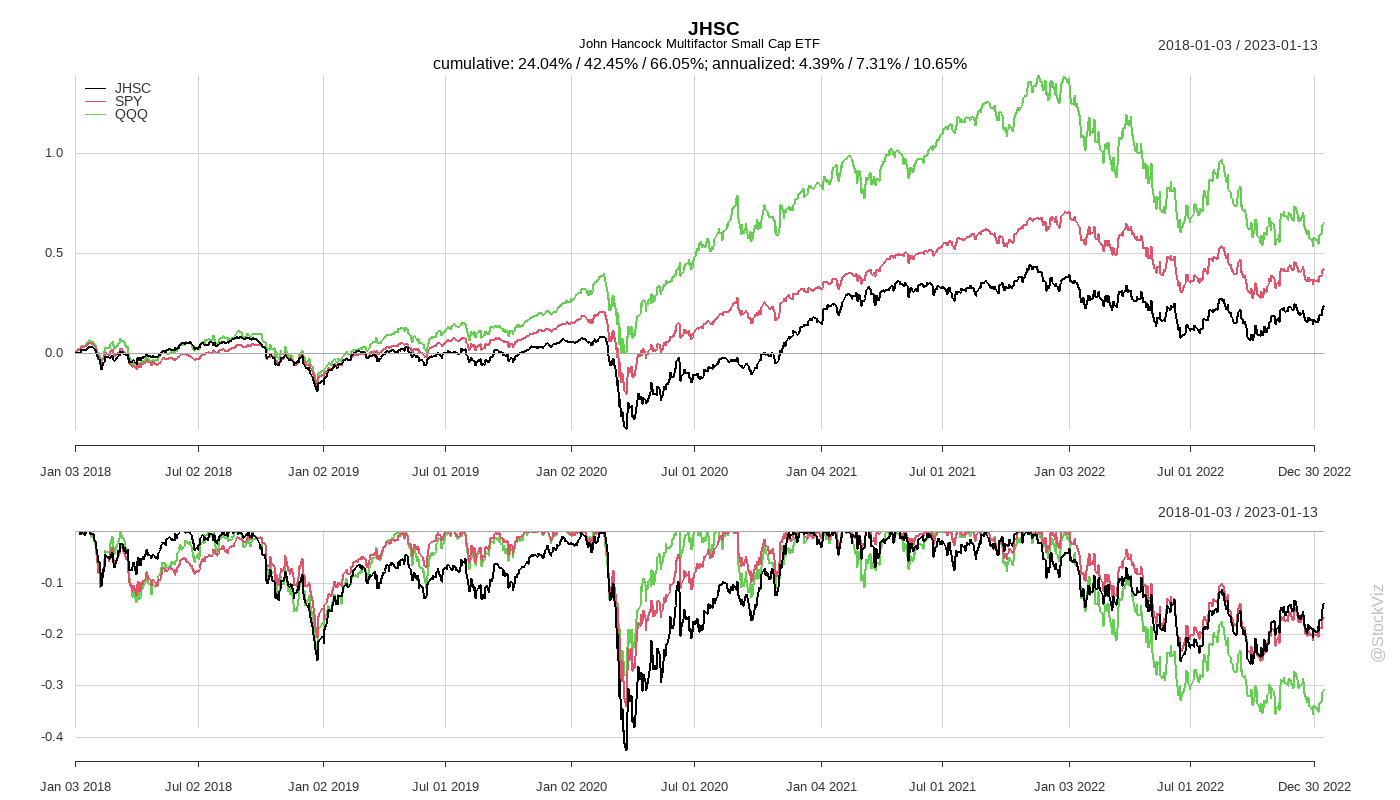 JHSC
John Hancock Multifactor Small Cap ETF
2018-01-03 / 2023-01-13
cumulative: 24.04% / 42.45% / 66.05%; annualized: 4.39% / 7.31% / 10.65%
JHSC
SPY
QQQ
1.0
0.5
0.0
Jan 03 2018 Jul 02 2018 Jan 02 2019 Jul 01 2019 Jan 02 2020 Jul 01 2020 Jan 04 2021 Jul 01 2021 Jan 03 2022 Jul 01 2022 Dec 30 2022
2018-01-03 / 2023-01-13
-0.1
-0.2
-0.3
-0.4
Jan 03 2018 Jul 02 2018 Jan 02 2019 Jul 01 2019 Jan 02 2020 Jul 01 2020 Jan 04 2021 Jul 01 2021 Jan 03 2022 Jul 01 2022 Dec 30 2022
@StockViz